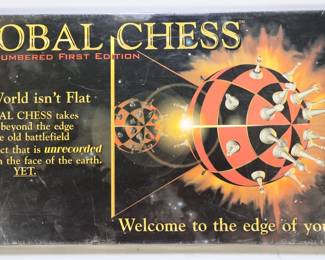 OBAL CHESS
UMBERED FIRST EDITION
World isn't Flat
AL CHESS takes
beyond the edge
e old battlefield
ct that is unrecorded
n the face of the earth.
YET.
Welcome to the edge of you